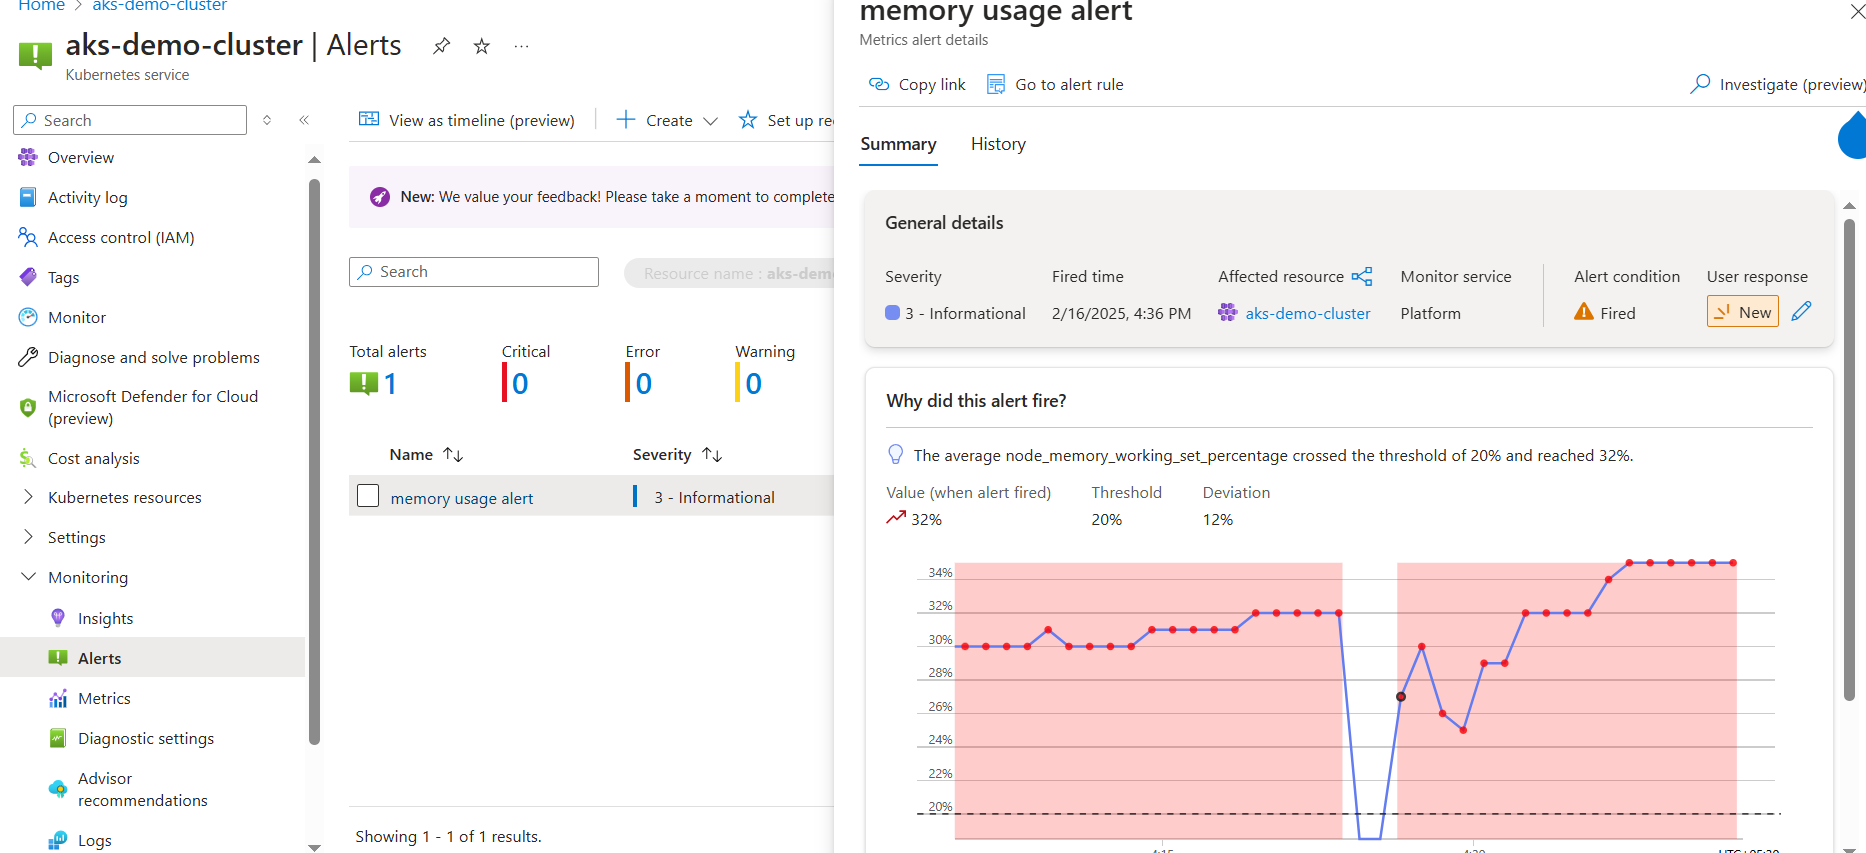 Home > aks-demo-cluster
aks-demo-cluster | Alerts
Kubernetes service
Search
Overview
Activity log
Access control (IAM)
Tags
Monitor
Diagnose and solve problems
Microsoft Defender for Cloud
(preview)
Cost analysis
Kubernetes resources
Settings
Monitoring
Insights
Alerts
Metrics
Diagnostic settings
Advisor
recommendations
Logs
View as timeline (preview)
Create
Set up re
New: We value your feedback! Please take a moment to complete
Search
Resource name : aks-dem
Total alerts Critical Error Warning
1 0 0 0
Name Severity
memory usage alert 3 - Informational
Showing 1 - 1 of 1 results.
memory usage alert
Metrics alert details
Copy link Go to alert rule Investigate (preview)
Summary History
General details
Severity Fired time Affected resource Monitor service Alert condition User response
3 - Informational 2/16/2025, 4:36 PM aks-demo-cluster Platform Fired New
Why did this alert fire?
The average node_memory_working_set_percentage crossed the threshold of 20% and reached 32%.
Value (when alert fired) Threshold Deviation
32% 20% 12%
34%
32%
30%
28%
26%
24%
22%
20%